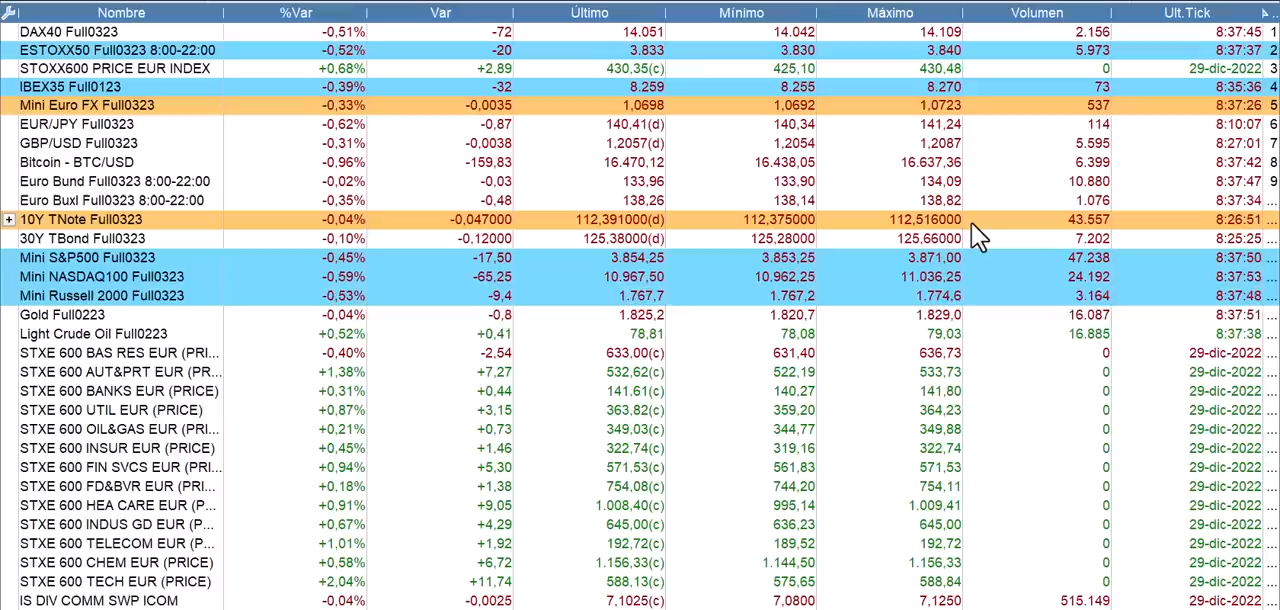 Nombre %Var Var Último Mínimo Máximo Volumen Ult.Tick ...
DAX40 Full0323 -0,51% -72 14.051 14.042 14.109 2.156 8:37:45 1
ESTOXX50 Full0323 8:00-22:00 -0,52% -20 3.833 3.830 3.840 5.973 8:37:37 2
STOXX600 PRICE EUR INDEX +0,68% +2,89 430,35(c) 425,10 430,48 0 29-dic-2022 3
IBEX35 Full0123 -0,39% -32 8.259 8.255 8.270 73 8:35:36 4
Mini Euro FX Full0323 -0,33% -0,0035 1,0698 1,0692 1,0723 537 8:37:26 5
EUR/JPY Full0323 -0,62% -0,87 140,41(d) 140,34 141,24 114 8:10:07 6
GBP/USD Full0323 -0,31% -0,0038 1,2057(d) 1,2054 1,2087 5.595 8:27:01 7
Bitcoin - BTC/USD -0,96% -159,83 16.470,12 16.438,05 16.637,36 6.399 8:37:42 8
Euro Bund Full0323 8:00-22:00 -0,02% -0,03 133,96 133,90 134,09 10.880 8:37:47 9
Euro Buxl Full0323 8:00-22:00 -0,35% -0,48 138,26 138,14 138,82 1.076 8:37:34 ...
+ 10Y TNote Full0323 -0,04% -0,047000 112,391000(d) 112,375000 112,516000 43.557 8:26:51 ...
30Y TBond Full0323 -0,10% -0,12000 125,38000(d) 125,28000 125,66000 7.202 8:25:25 ...
Mini S&P500 Full0323 -0,45% -17,50 3.854,25 3.853,25 3.871,00 47.238 8:37:50 ...
Mini NASDAQ100 Full0323 -0,59% -65,25 10.967,50 10.962,25 11.036,25 24.192 8:37:53 ...
Mini Russell 2000 Full0323 -0,53% -9,4 1.767,7 1.767,2 1.774,6 3.164 8:37:48 ...
Gold Full0223 -0,04% -0,8 1.825,2 1.820,7 1.829,0 16.087 8:37:51 ...
Light Crude Oil Full0223 +0,52% +0,41 78,81 78,08 79,03 16.885 8:37:38 ...
STXE 600 BAS RES EUR (PRI... -0,40% -2,54 633,00(c) 631,40 636,73 0 29-dic-2022 ...
STXE 600 AUT&PRT EUR (PR... +1,38% +7,27 532,62(c) 522,19 533,73 0 29-dic-2022 ...
STXE 600 BANKS EUR (PRICE) +0,31% +0,44 141,61(c) 140,27 141,80 0 29-dic-2022 ...
STXE 600 UTIL EUR (PRICE) +0,87% +3,15 363,82(c) 359,20 364,23 0 29-dic-2022 ...
STXE 600 OIL&GAS EUR (PRI... +0,21% +0,73 349,03(c) 344,77 349,88 0 29-dic-2022 ...
STXE 600 INSUR EUR (PRICE) +0,45% +1,46 322,74(c) 319,16 322,74 0 29-dic-2022 ...
STXE 600 FIN SVCS EUR (PRI... +0,94% +5,30 571,53(c) 561,83 571,53 0 29-dic-2022 ...
STXE 600 FD&BVR EUR (PRI... +0,18% +1,38 754,08(c) 744,20 754,11 0 29-dic-2022 ...
STXE 600 HEA CARE EUR (P... +0,91% +9,05 1.008,40(c) 995,14 1.009,41 0 29-dic-2022 ...
STXE 600 INDUS GD EUR (P... +0,67% +4,29 645,00(c) 636,23 645,00 0 29-dic-2022 ...
STXE 600 TELECOM EUR (P... +1,01% +1,92 192,72(c) 189,52 192,72 0 29-dic-2022 ...
STXE 600 CHEM EUR (PRICE) +0,58% +6,72 1.156,33(c) 1.144,50 1.156,33 0 29-dic-2022 ...
STXE 600 TECH EUR (PRICE) +2,04% +11,74 588,13(c) 575,65 588,84 0 29-dic-2022 ...
IS DIV COMM SWP ICOM -0,04% -0,0025 7,1025(c) 7,0800 7,1250 515.149 29-dic-2022 ...